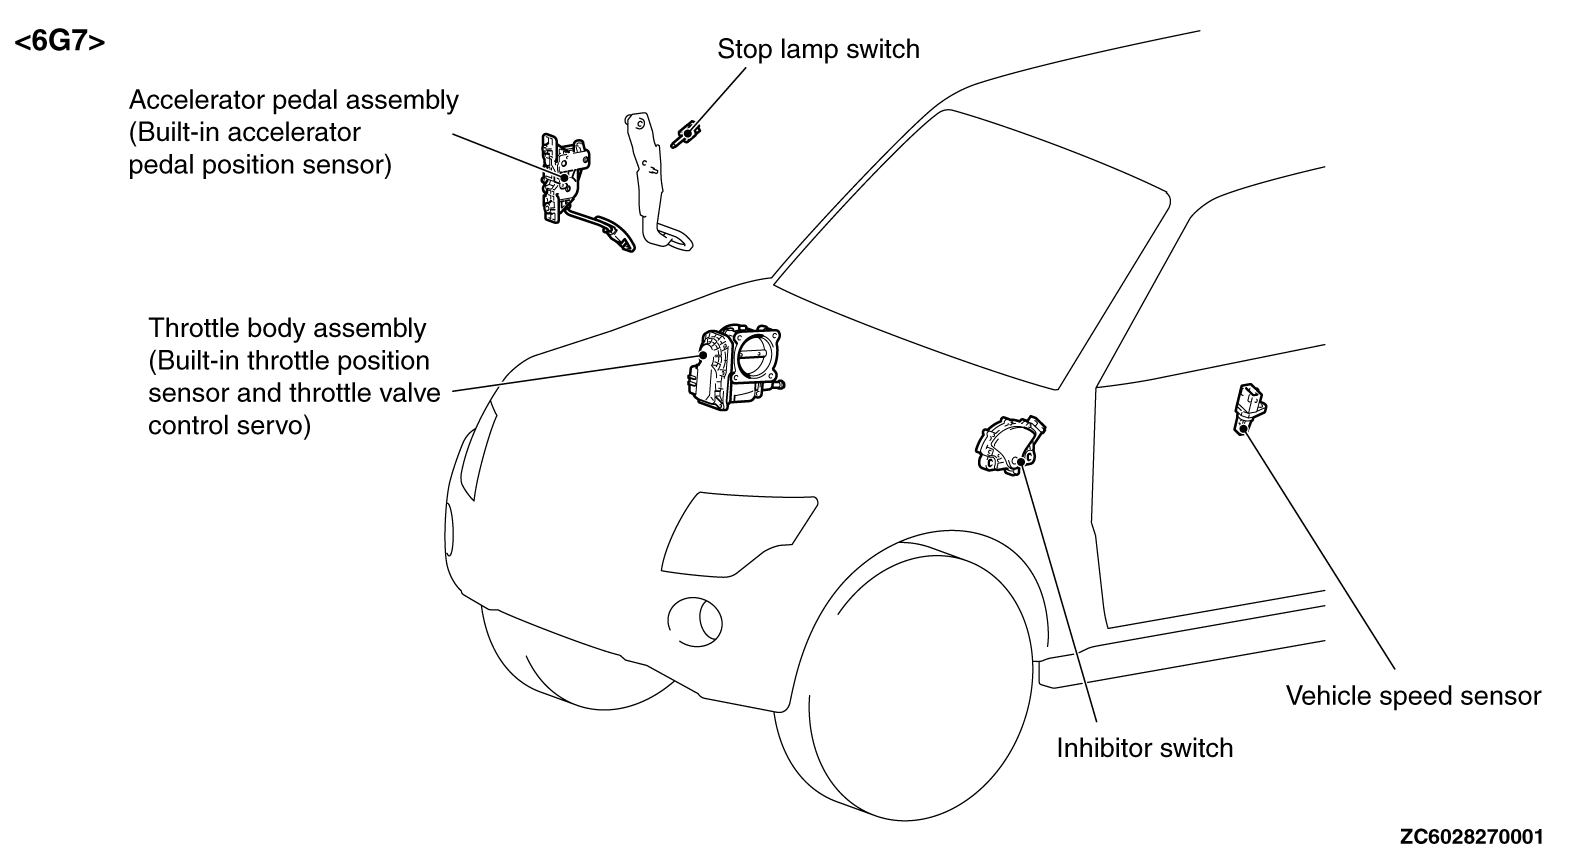 <6G7>
Stop lamp switch
Accelerator pedal assembly
(Built-in accelerator
pedal position sensor)
Throttle body assembly
(Built-in throttle position
sensor and throttle valve
control servo)
Vehicle speed sensor
Inhibitor switch
ZC6028270001